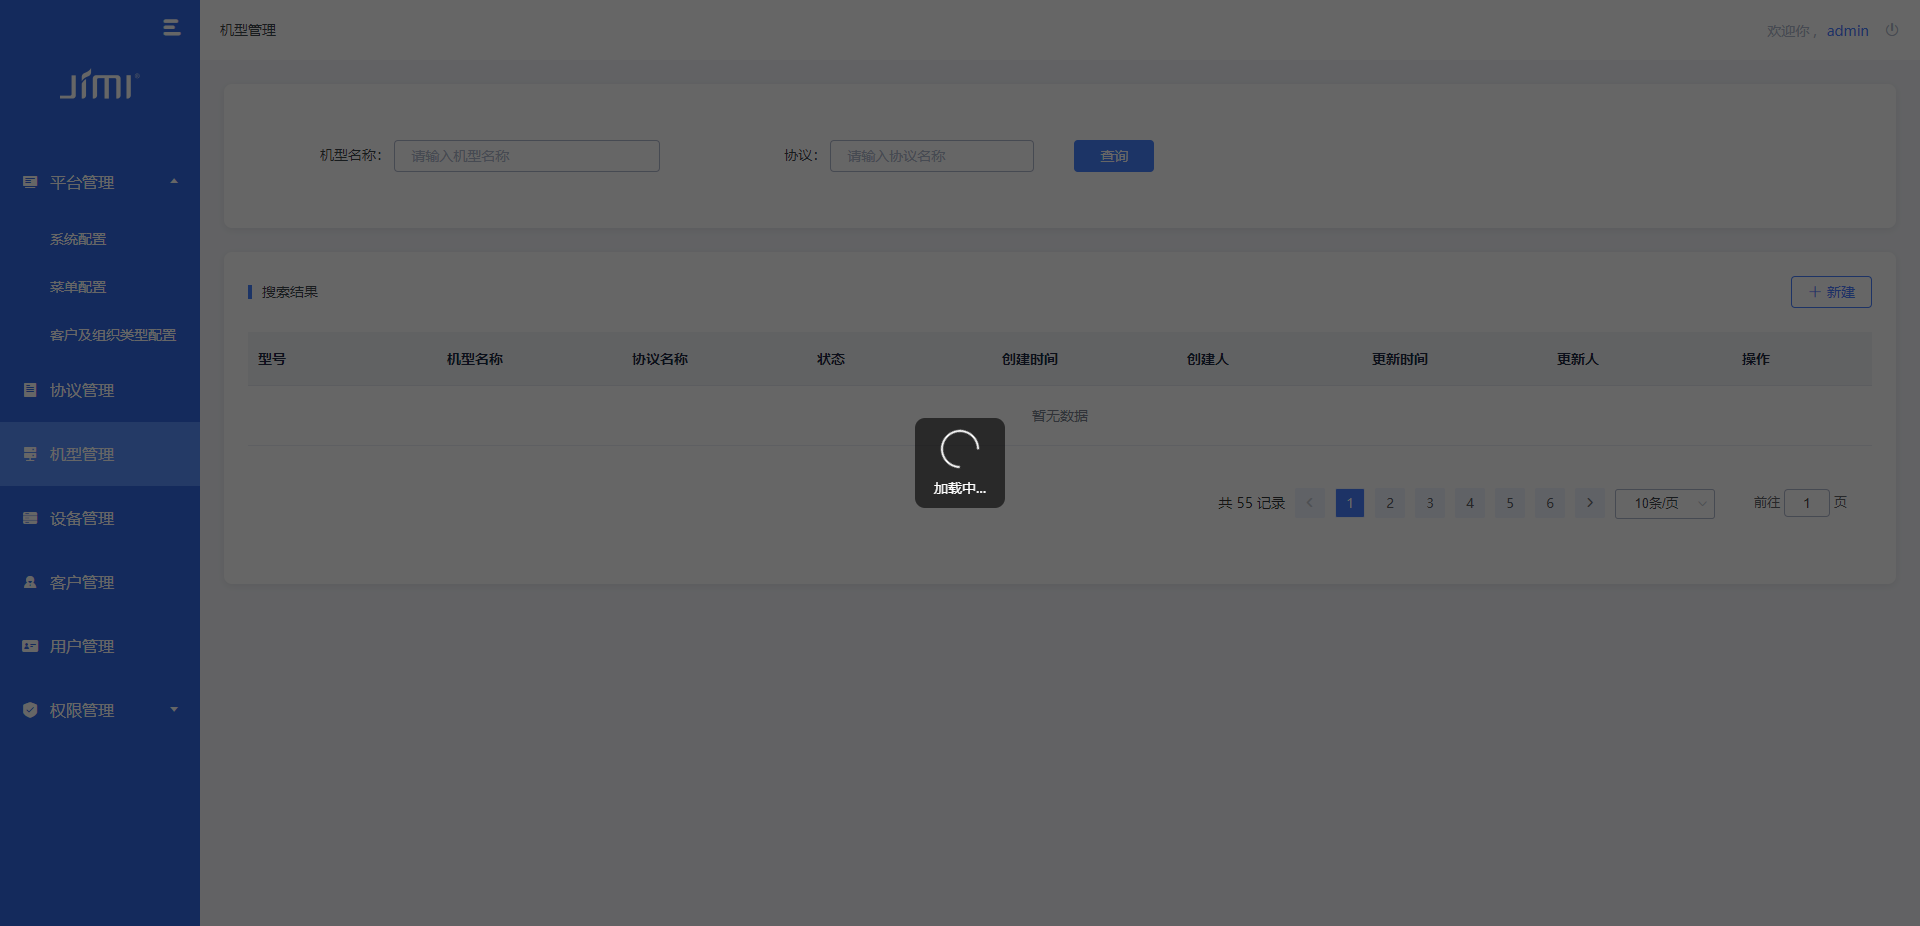 机型管理
欢迎你， admin
JIMI
平台管理
系统配置
菜单配置
客户及组织类型配置
协议管理
机型管理
设备管理
客户管理
用户管理
权限管理
机型名称： 请输入机型名称 协议： 请输入协议名称 查询
搜索结果
+ 新建
型号 机型名称 协议名称 状态 创建时间 创建人 更新时间 更新人 操作
暂无数据
加载中...
共 55 记录 1 2 3 4 5 6 10条/页 前往 1 页